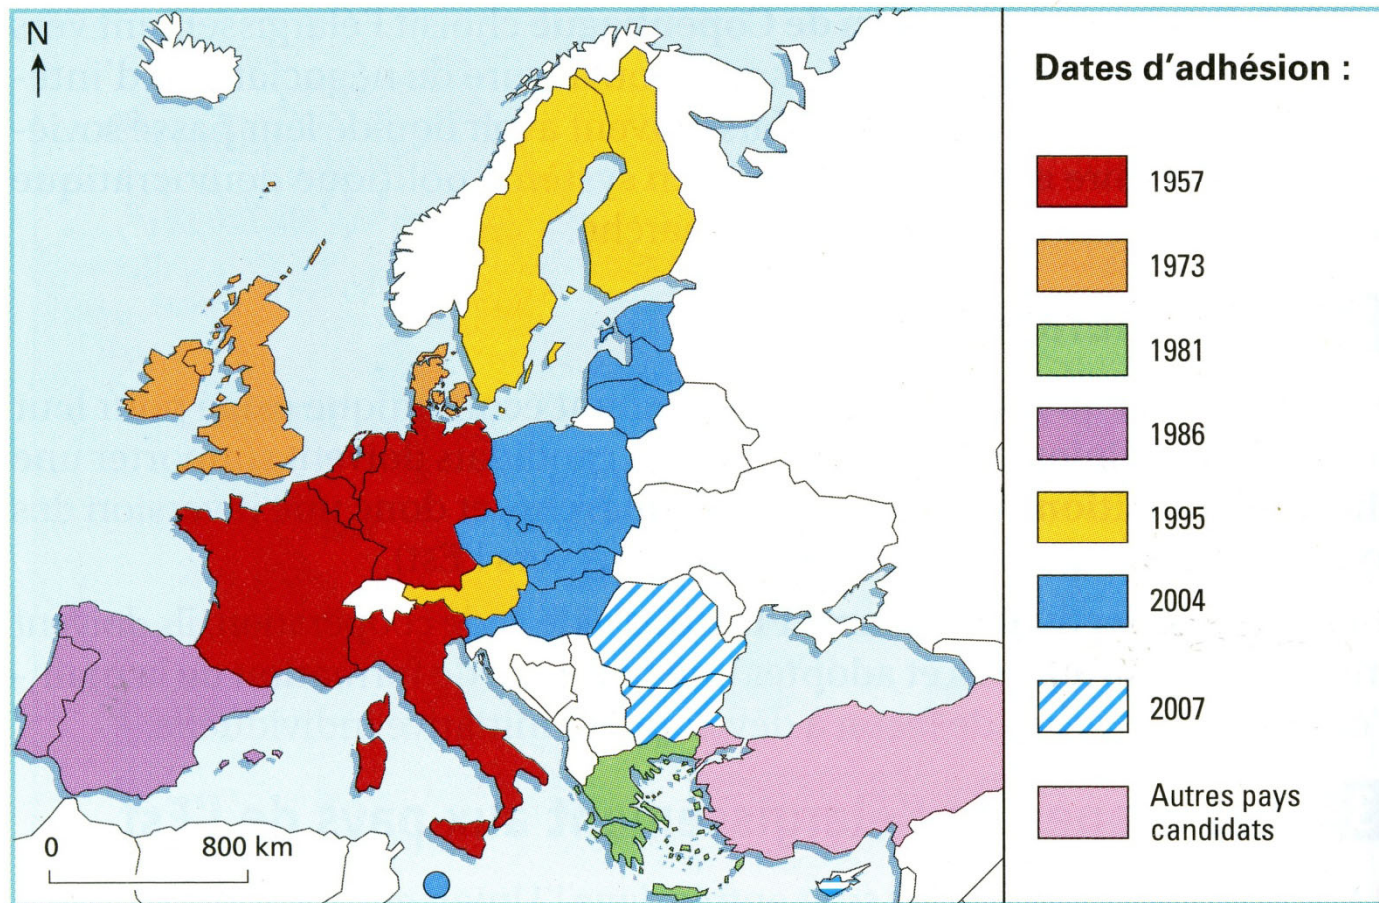 N
Dates d'adhésion :
1957
1973
1981
1986
1995
2004
2007
Autres pays
candidats
0 800 km